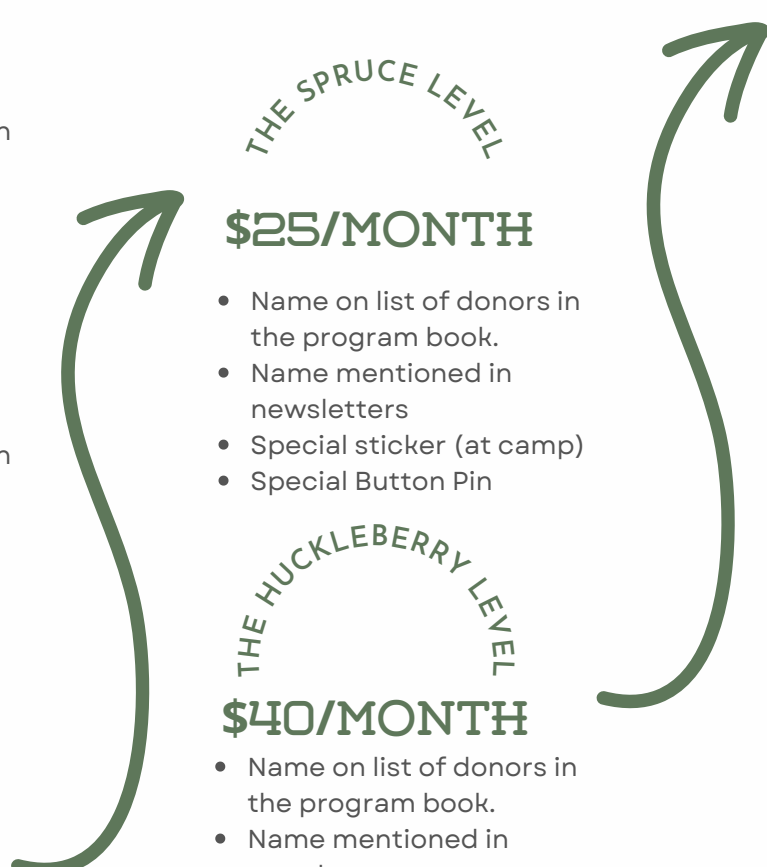 THE SPRUCE LEVEL
$25/MONTH
Name on list of donors in
the program book.
Name mentioned in
newsletters
Special sticker (at camp)
Special Button Pin
THE HUCKLEBERRY LEVEL
$40/MONTH
Name on list of donors in
the program book.
Name mentioned in